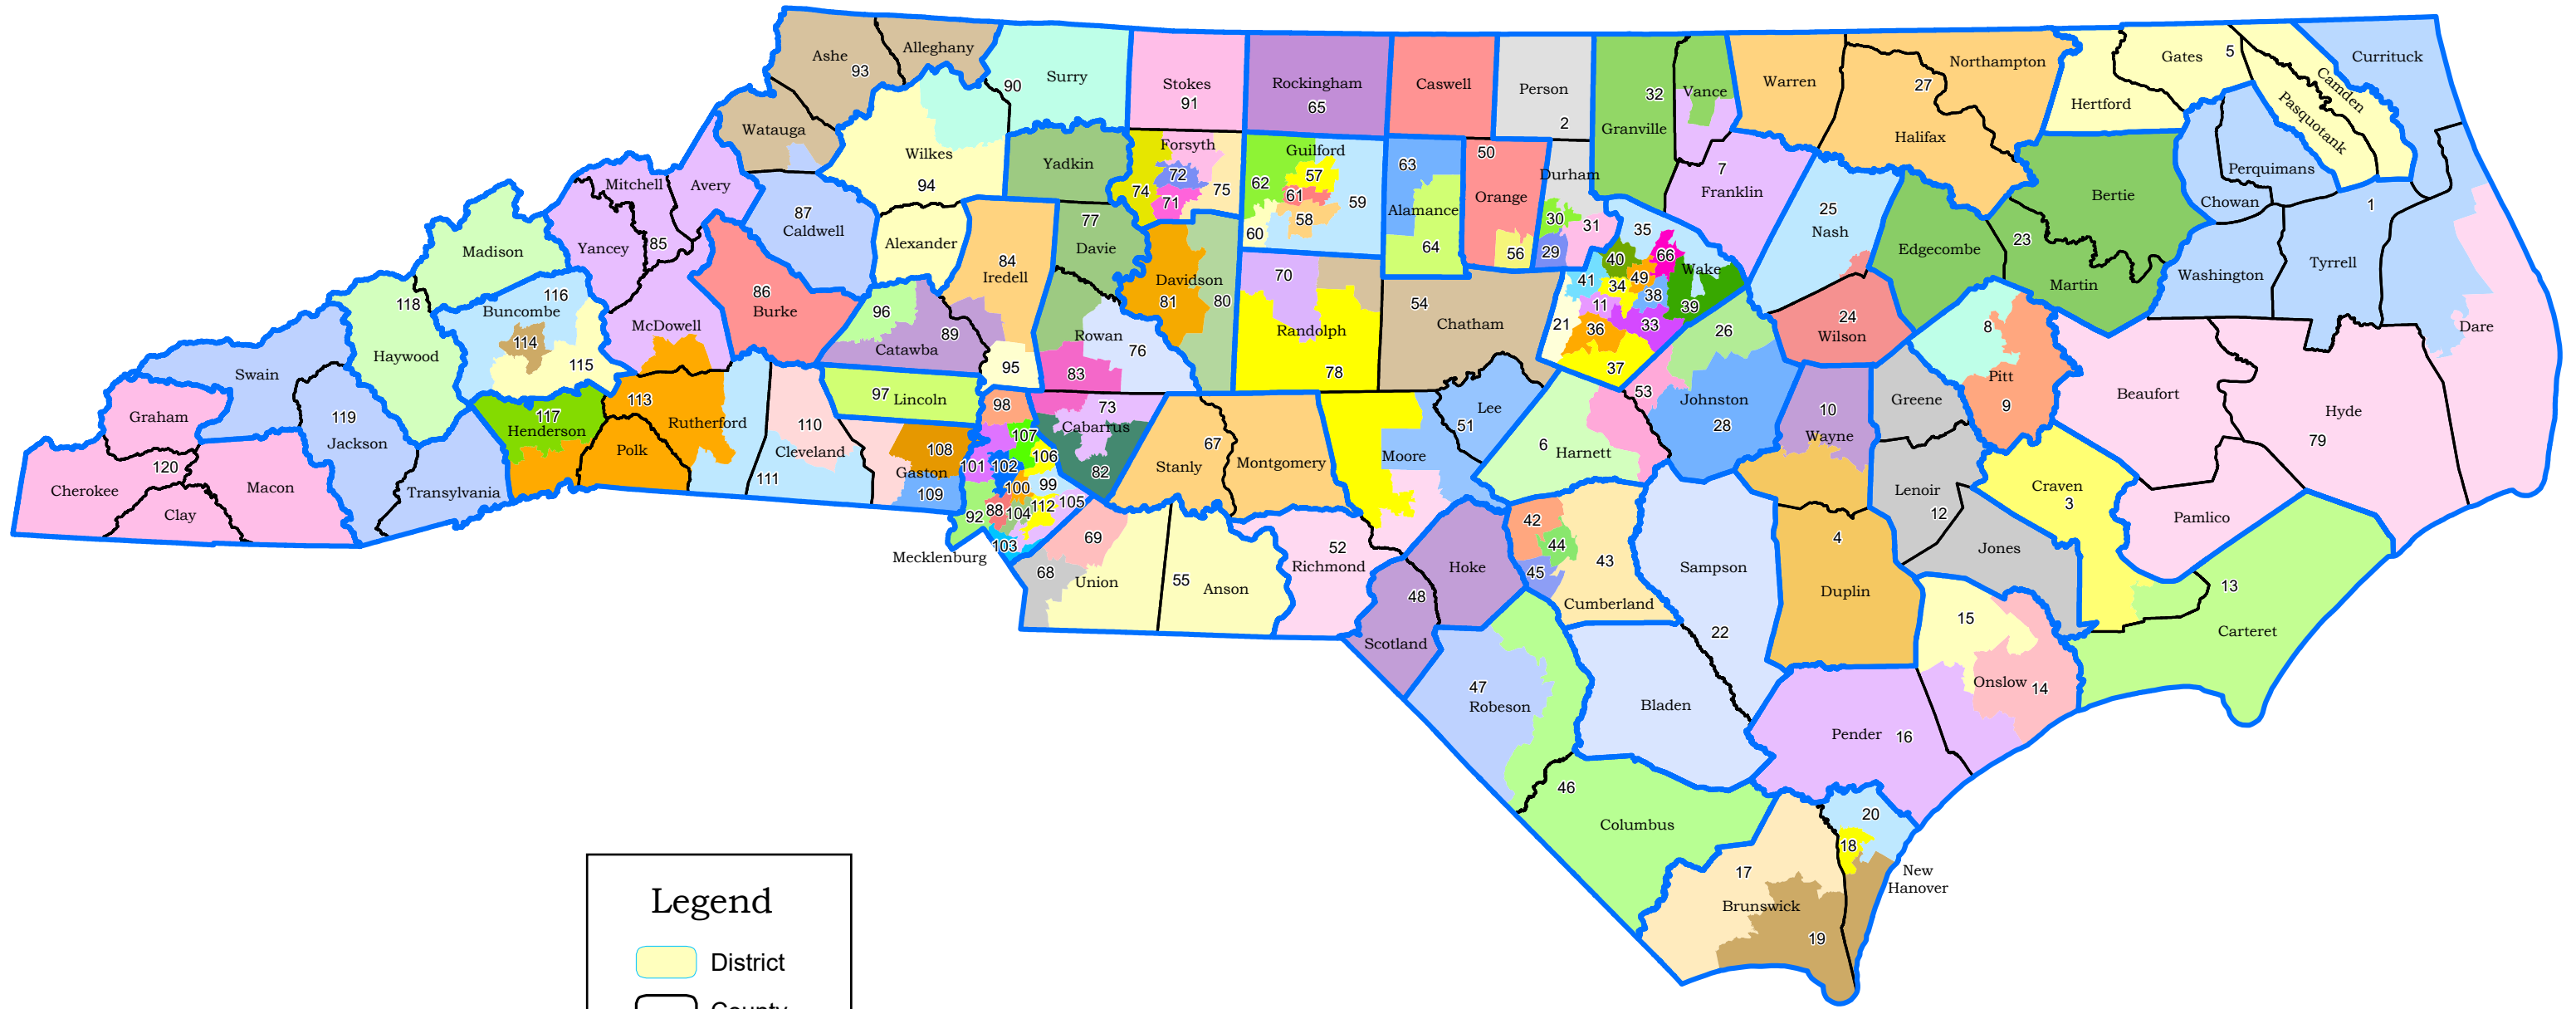 Ashe
93
Alleghany
90
Surry
Stokes
91
Rockingham
65
Caswell
Person
2
32
Granville
Vance
Warren
27
Northampton
Halifax
Gates
5
Hertford
Camden
Pasquotank
Currituck
Watauga
Wilkes
94
Yadkin
Forsyth
74
72
71
75
Guilford
62
57
61
58
59
60
63
Alamance
64
50
Orange
56
Durham
30
31
29
7
Franklin
25
Nash
Edgecombe
23
Bertie
Martin
Perquimans
Chowan
1
Washington
Tyrrell
Dare
Mitchell
Avery
Yancey
85
87
Caldwell
Alexander
84
Iredell
77
Davie
Davidson
81
80
70
Randolph
78
54
Chatham
35
40
66
Wake
41
34
49
38
39
11
21
36
33
37
26
24
Wilson
8
Pitt
9
Madison
118
116
Buncombe
114
115
Haywood
McDowell
86
Burke
96
89
Catawba
95
Rowan
76
83
Swain
Graham
119
Jackson
120
Cherokee
Macon
Clay
Transylvania
117
Henderson
113
Rutherford
Polk
110
Cleveland
111
97
Lincoln
108
Gaston
109
98
107
101
102
106
100
99
92
88
104
112
105
103
Mecklenburg
73
Cabarrus
82
67
Stanly
Montgomery
Moore
51
Lee
6
Harnett
53
Johnston
28
10
Wayne
Greene
Lenoir
12
Jones
Craven
3
Beaufort
Hyde
79
Pamlico
13
Carteret
69
68
Union
55
Anson
52
Richmond
Hoke
48
Scotland
42
44
45
43
Cumberland
Sampson
22
4
Duplin
15
Onslow
14
47
Robeson
Bladen
Pender
16
46
Columbus
17
Brunswick
19
20
18
New
Hanover
Legend
District
County